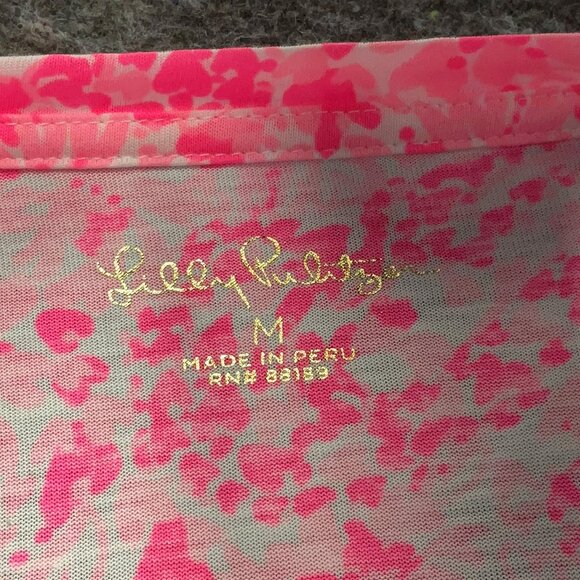 Lilly Pulitzer
M
MADE IN PERU
RN# 88189